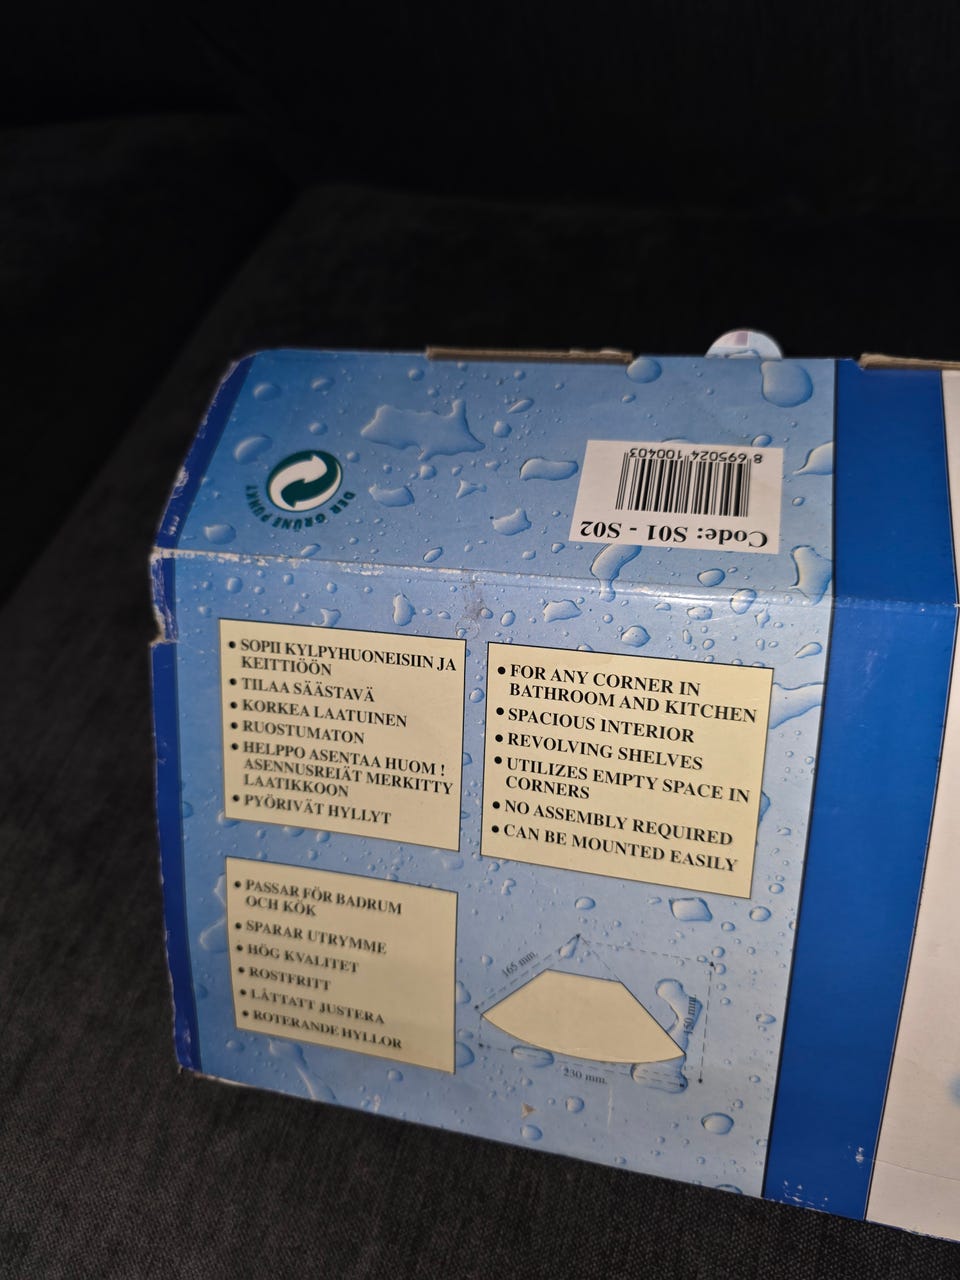 DER GRÜNE PUNKT
8 695024 100403
Code: S01 - S02
• SOPII KYLPYHUONEISIIN JA
KEITTIÖÖN
• TILAA SÄÄSTAVÄ
• KORKEA LAATUINEN
• RUOSTUMATON
• HELPPO ASENTAA HUOM !
ASENNUSREIÄT MERKITTY
LAATIKKOON
• PYÖRIVÄT HYLLYT
• FOR ANY CORNER IN
BATHROOM AND KITCHEN
• SPACIOUS INTERIOR
• REVOLVING SHELVES
• UTILIZES EMPTY SPACE IN
CORNERS
• NO ASSEMBLY REQUIRED
• CAN BE MOUNTED EASILY
• PASSAR FÖR BADRUM
OCH KÖK
• SPARAR UTRYMME
• HÖG KVALITET
• ROSTFRITT
• LÄTTATT JUSTERA
• ROTERANDE HYLLOR
165 mm.
150 mm.
230 mm.